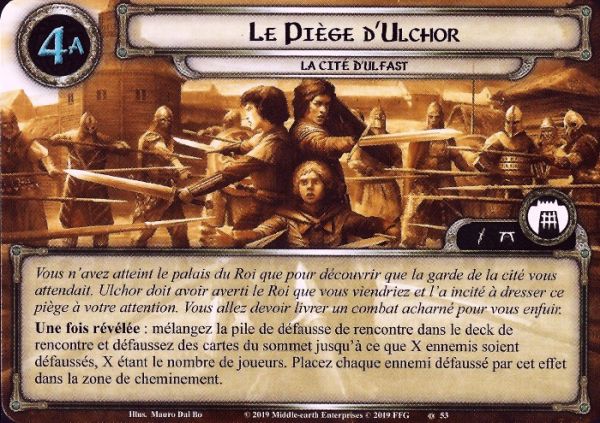 4A
Le Piège d'Ulchor
La Cité d'Ulfast
Vous n'avez atteint le palais du Roi que pour découvrir que la garde de la cité vous
attendait. Ulchor doit avoir averti le Roi que vous viendriez et l'a incité à dresser ce
piège à votre attention. Vous allez devoir livrer un combat acharné pour vous enfuir.
Une fois révélée : mélangez la pile de défausse de rencontre dans le deck de
rencontre et défaussez des cartes du sommet jusqu'à ce que X ennemis soient
défaussés, X étant le nombre de joueurs. Placez chaque ennemi défaussé par cet effet
dans la zone de cheminement.
Illus. Mauro Dal Bo © 2019 Middle-earth Enterprises © 2019 FFG 53